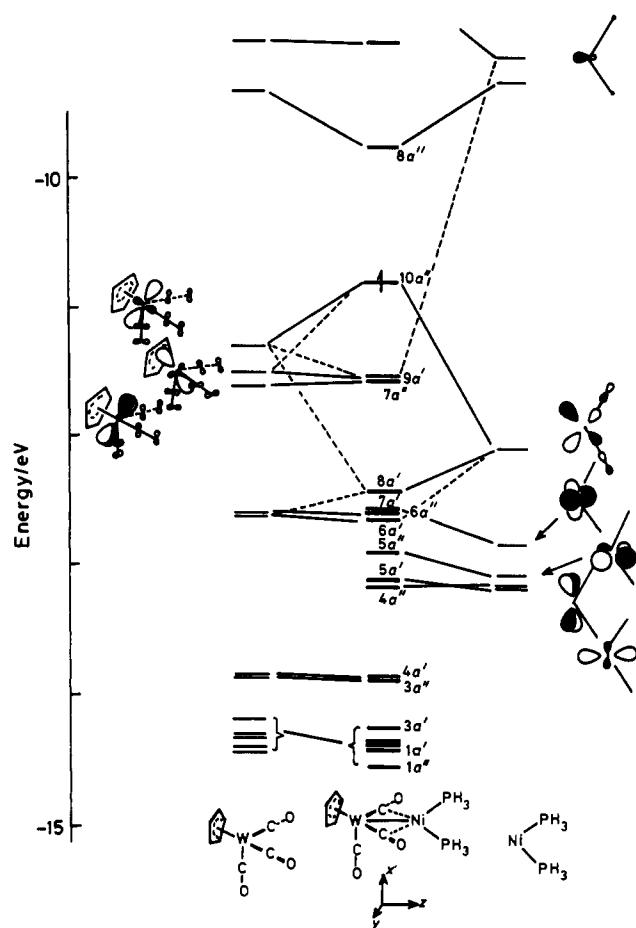 8a″
-10
10a″
9a′
7a″
Energy/eV
8a′
7a′
6a″
6a′
5a″
5a′
4a″
4a′
3a″
3a′
1a′
1a″
-15
W
C
O
C
O
C
O
W
C
O
C
O
C
O
Ni
PH3
PH3
Ni
PH3
PH3
x
y
z